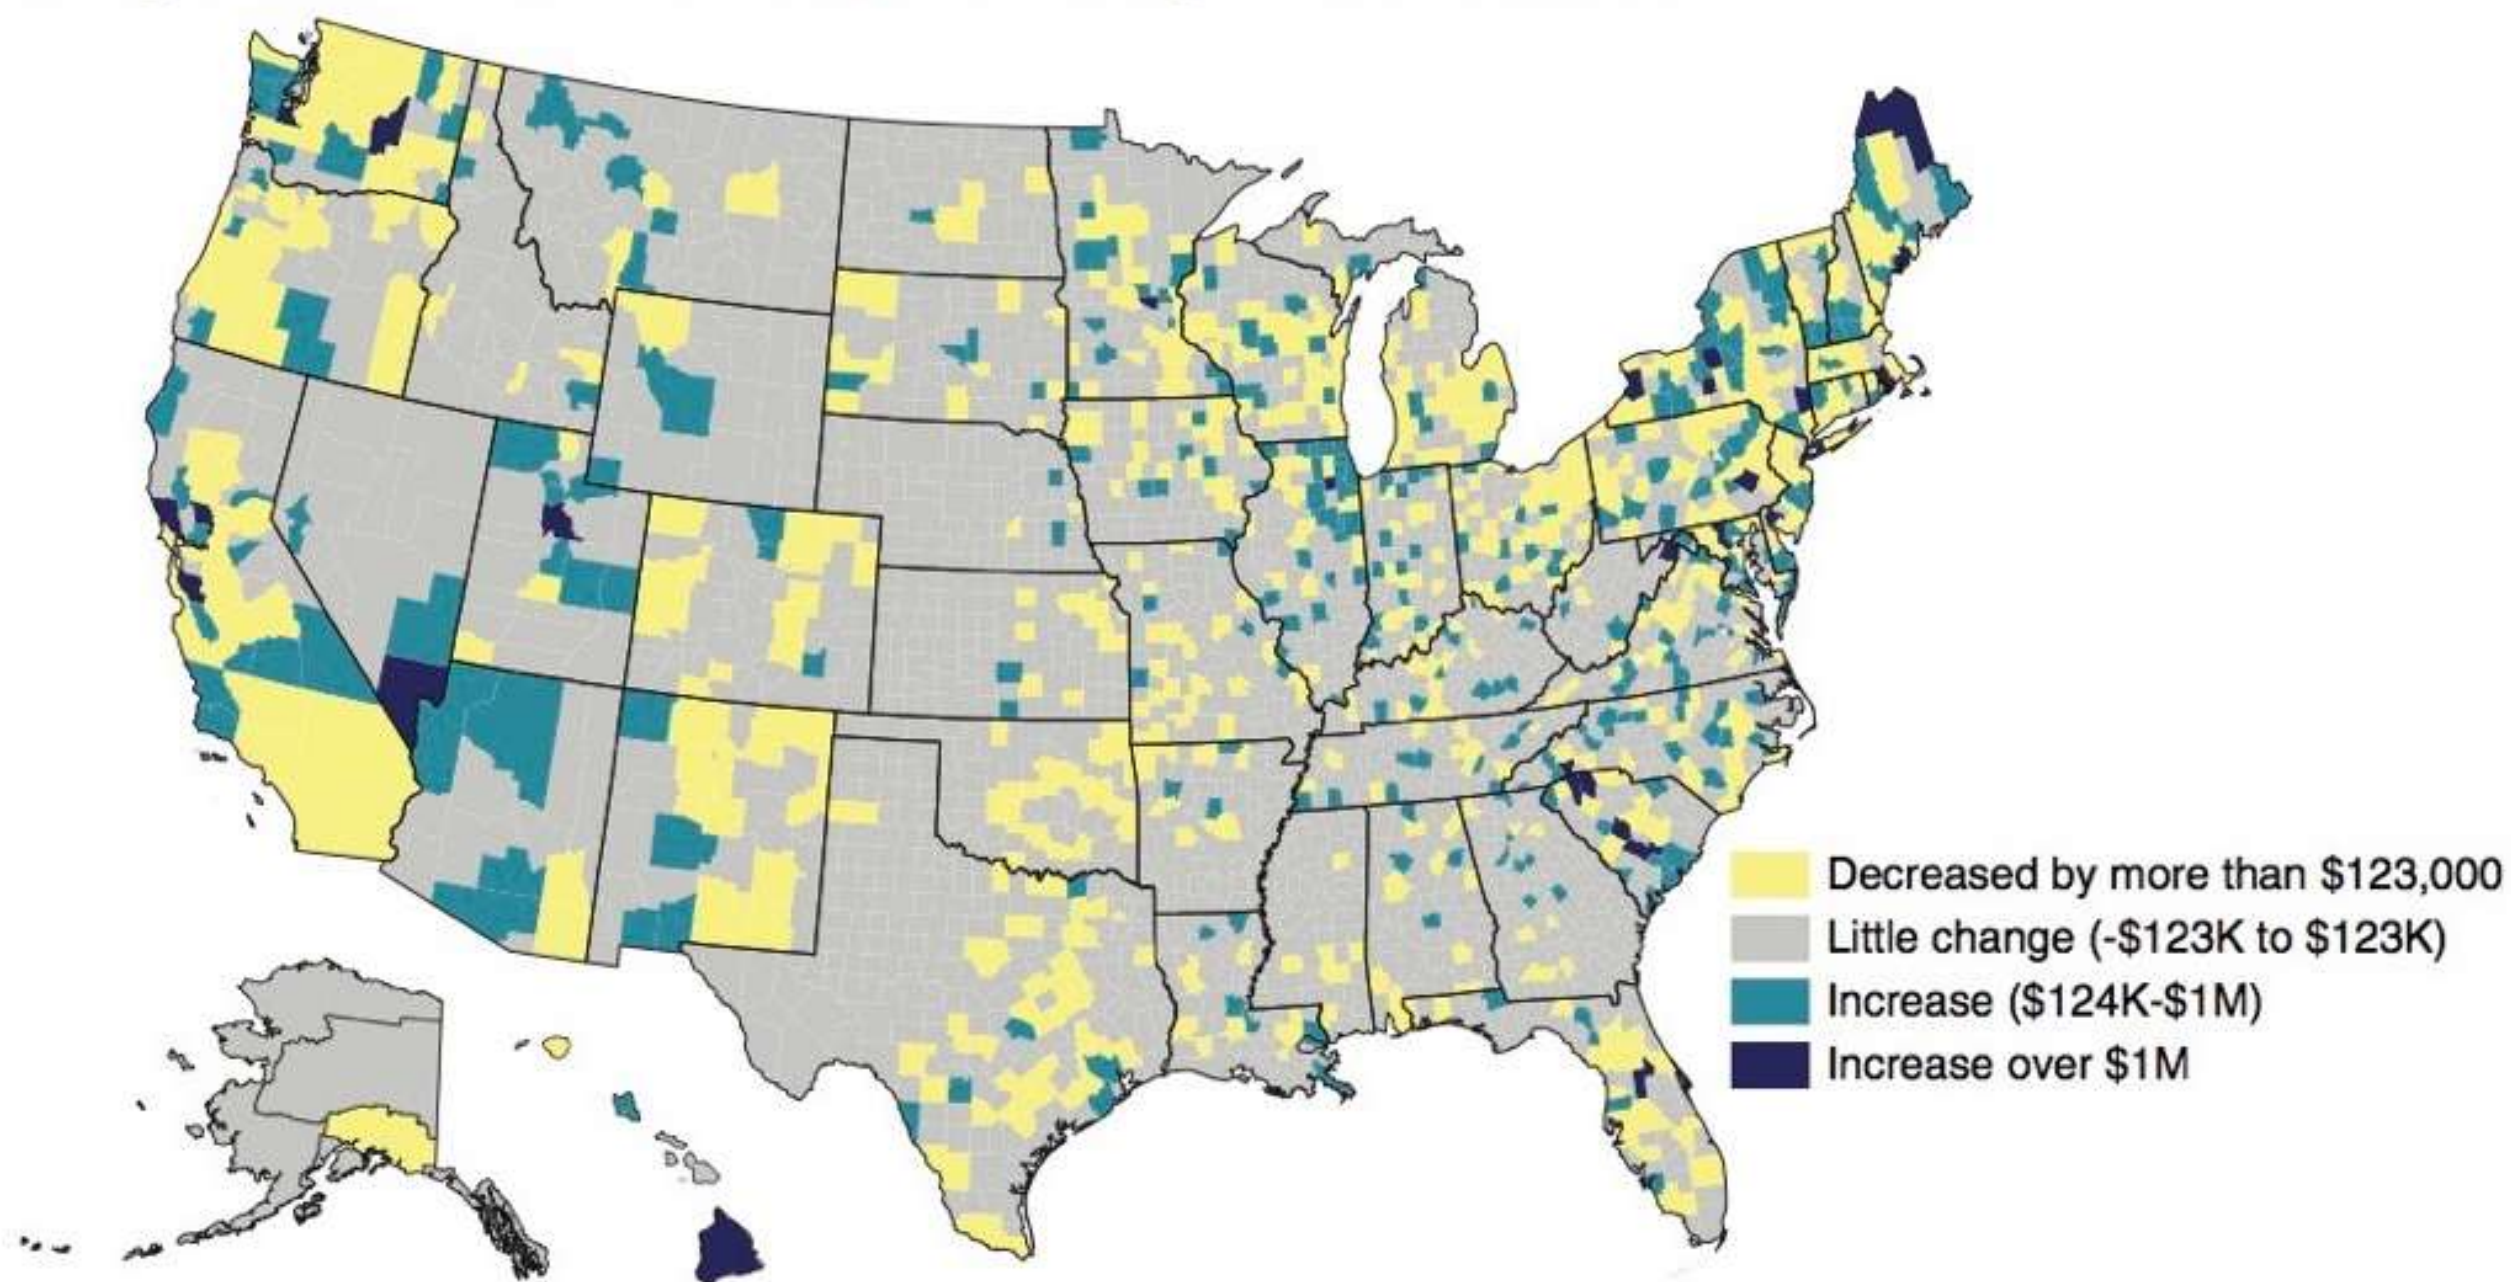 Decreased by more than $123,000
Little change (-$123K to $123K)
Increase ($124K-$1M)
Increase over $1M